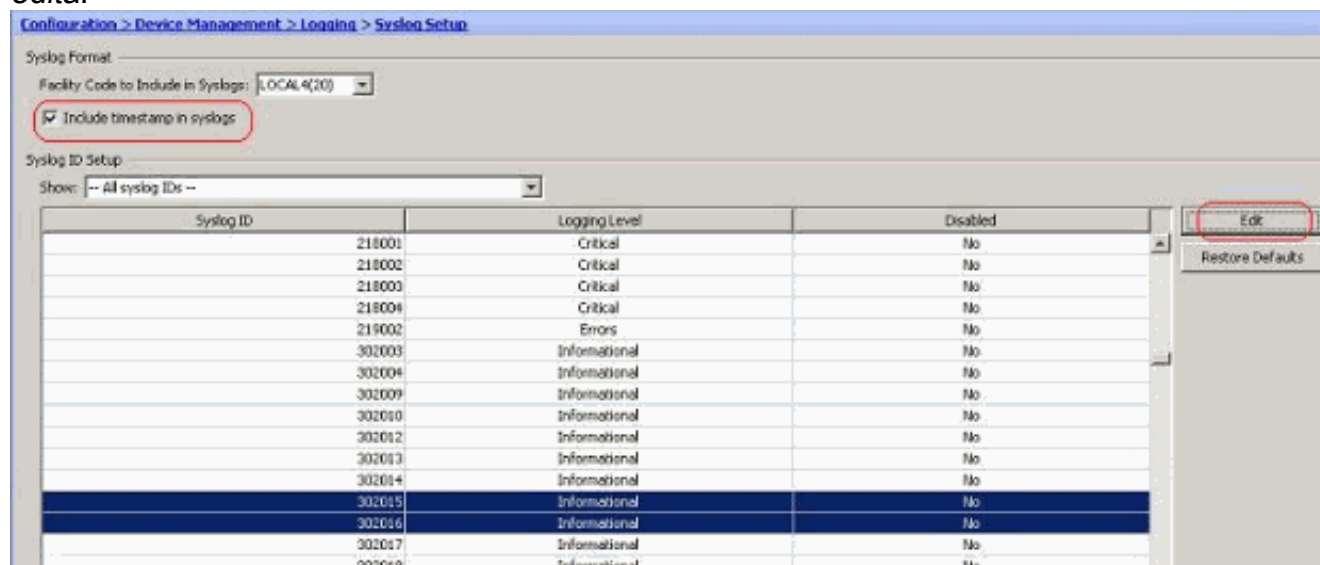 Configuration > Device Management > Logging > Syslog Setup
Syslog Format
Facility Code to Include in Syslogs: LOCAL4(20)
Include timestamp in syslogs
Syslog ID Setup
Show: -- All syslog IDs --
Syslog ID Logging Level Disabled
Edit
218001 Critical No
Restore Defaults
218002 Critical No
218003 Critical No
218004 Critical No
219002 Errors No
302003 Informational No
302004 Informational No
302009 Informational No
302010 Informational No
302012 Informational No
302013 Informational No
302014 Informational No
302015 Informational No
302016 Informational No
302017 Informational No